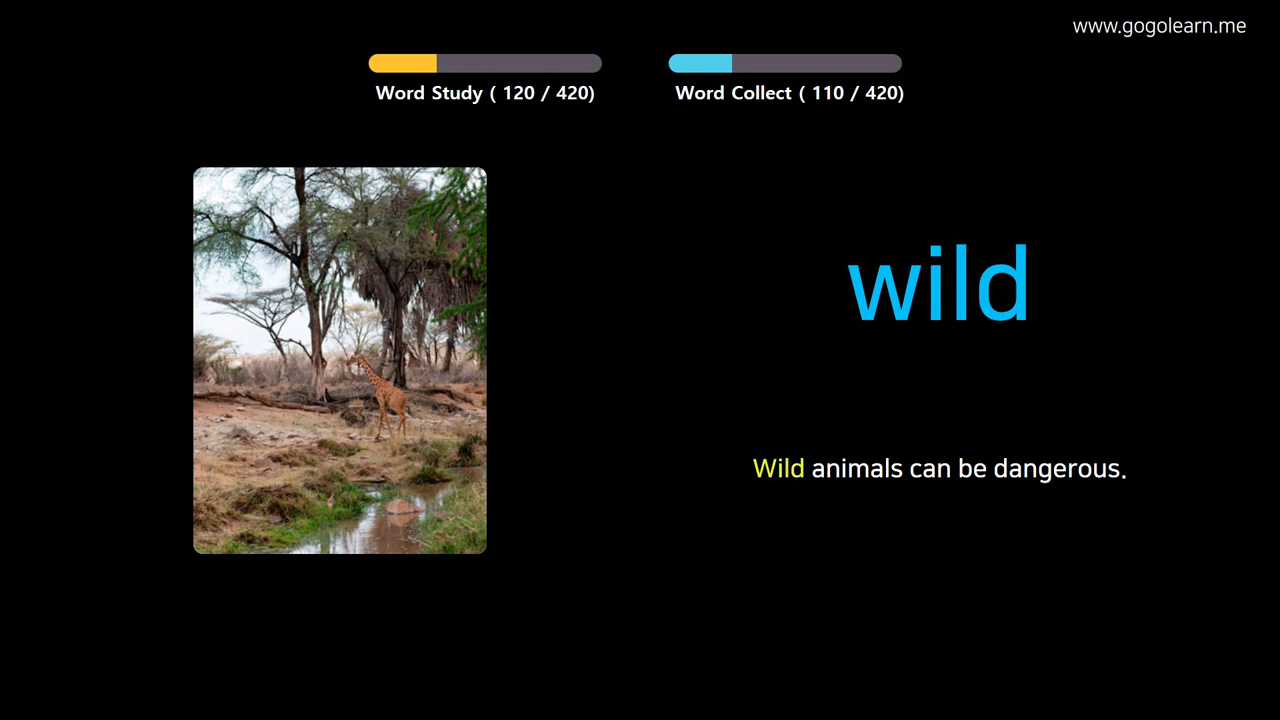 www.gogolearn.me
Word Study ( 120 / 420)
Word Collect ( 110 / 420)
wild
Wild animals can be dangerous.